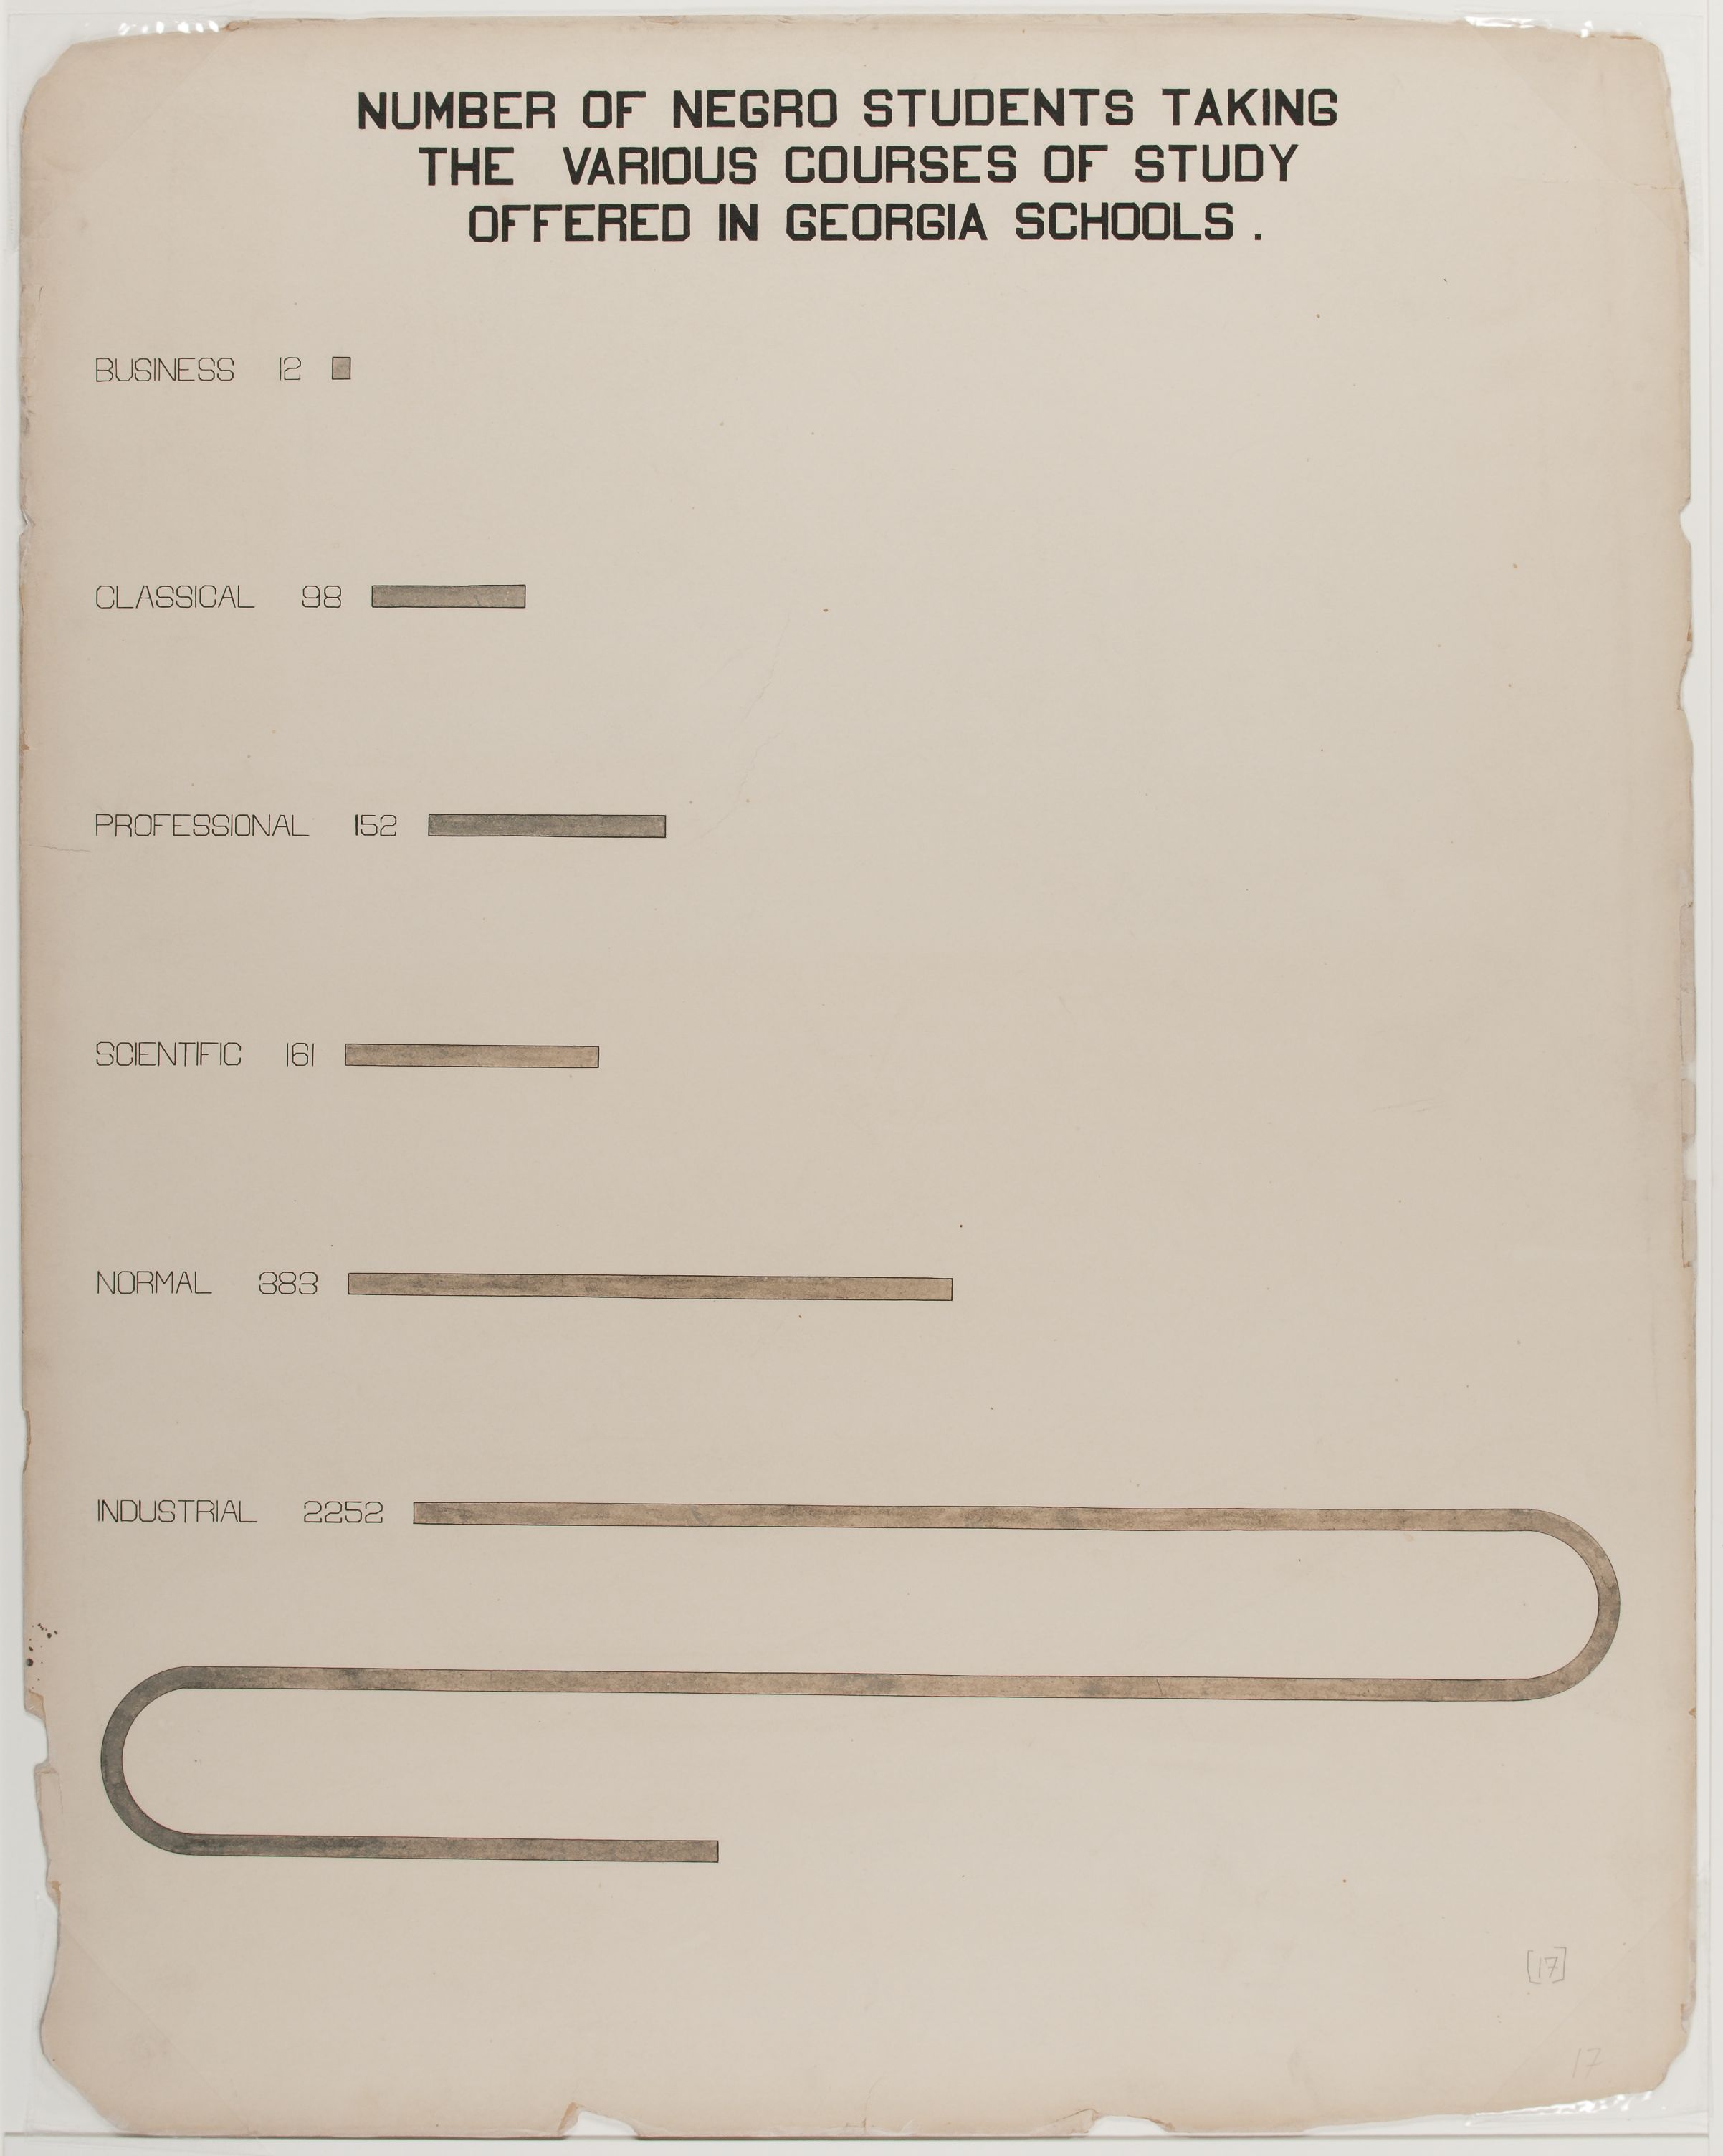 NUMBER OF NEGRO STUDENTS TAKING
THE VARIOUS COURSES OF STUDY
OFFERED IN GEORGIA SCHOOLS .
BUSINESS 12
CLASSICAL 98
PROFESSIONAL 152
SCIENTIFIC 161
NORMAL 383
INDUSTRIAL 2252
[17]
17